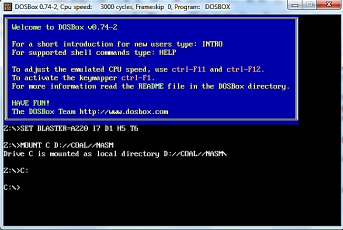 DOSBox 0.74-2, Cpu speed: 3000 cycles, Frameskip 0, Program: DOSBOX
Welcome to DOSBox v0.74-2
For a short introduction for new users type: INTRO
For supported shell commands type: HELP
To adjust the emulated CPU speed, use ctrl-F11 and ctrl-F12.
To activate the keymapper ctrl-F1.
For more information read the README file in the DOSBox directory.
HAVE FUN!
The DOSBox Team http://www.dosbox.com
Z:\>SET BLASTER=A220 I7 D1 H5 T6
Z:\>MOUNT C D://COAL//NASM
Drive C is mounted as local directory D://COAL//NASM\
Z:\>C:
C:\>